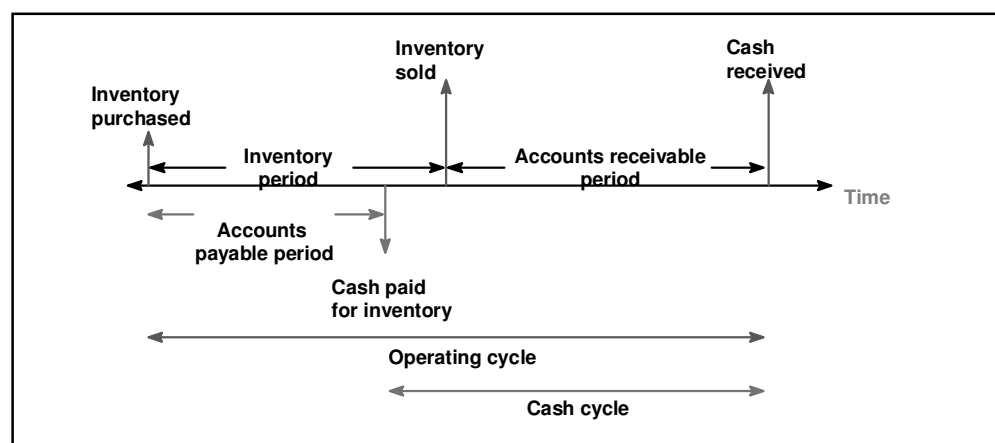 Inventory
purchased
Inventory
sold
Cash
received
Inventory
period
Accounts receivable
period
Time
Accounts
payable period
Cash paid
for inventory
Operating cycle
Cash cycle